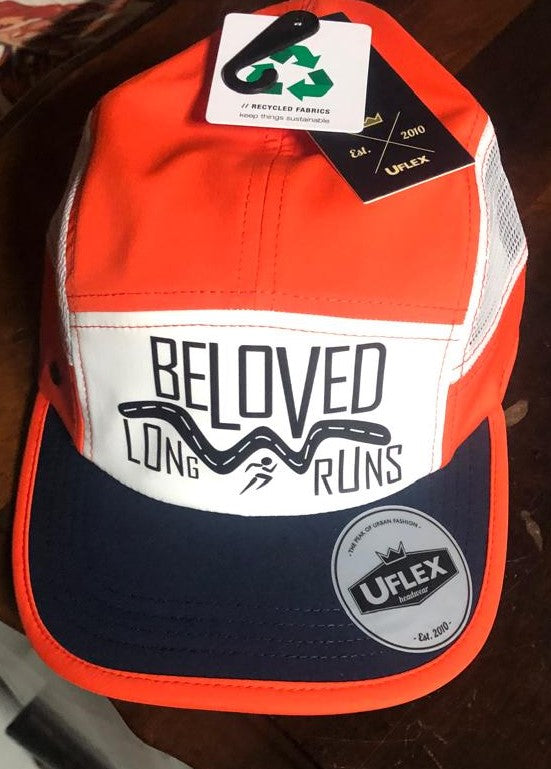 // RECYCLED FABRICS
keep things sustainable
Est. 2010
UFLEX
BELOVED
LONG RUNS
- THE PEAK OF URBAN FASHION -
UFLEX
headwear
- Est. 2010 -